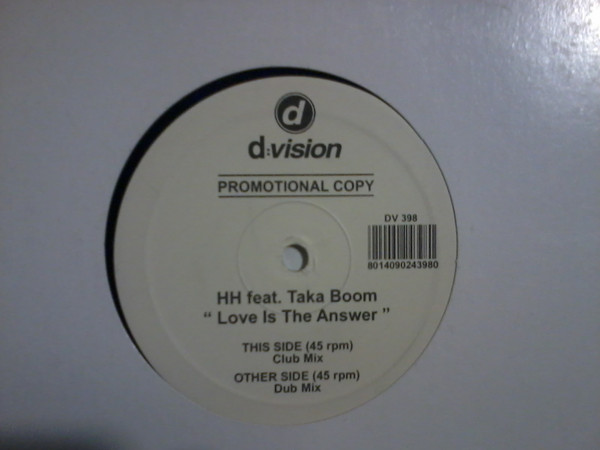 d
d:vision
PROMOTIONAL COPY
DV 398
8014090243980
HH feat. Taka Boom
“ Love Is The Answer ”
THIS SIDE (45 rpm)
Club Mix
OTHER SIDE (45 rpm)
Dub Mix